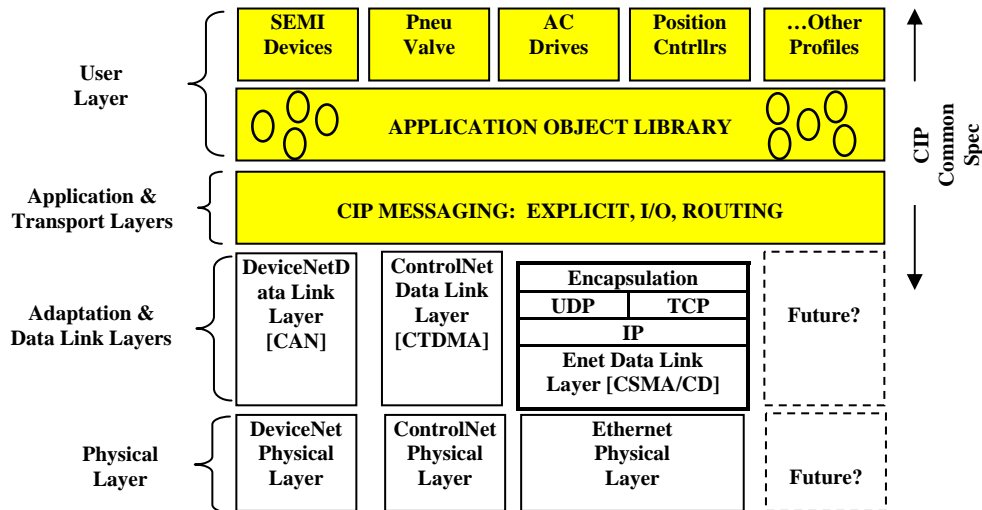 SEMI
Devices
Pneu
Valve
AC
Drives
Position
Cntrllrs
…Other
Profiles
User
Layer
APPLICATION OBJECT LIBRARY
CIP
Common
Spec
Application &
Transport Layers
CIP MESSAGING: EXPLICIT, I/O, ROUTING
Adaptation &
Data Link Layers
DeviceNetD
ata Link
Layer
[CAN]
ControlNet
Data Link
Layer
[CTDMA]
Encapsulation
UDP
TCP
IP
Enet Data Link
Layer [CSMA/CD]
Future?
Physical
Layer
DeviceNet
Physical
Layer
ControlNet
Physical
Layer
Ethernet
Physical
Layer
Future?